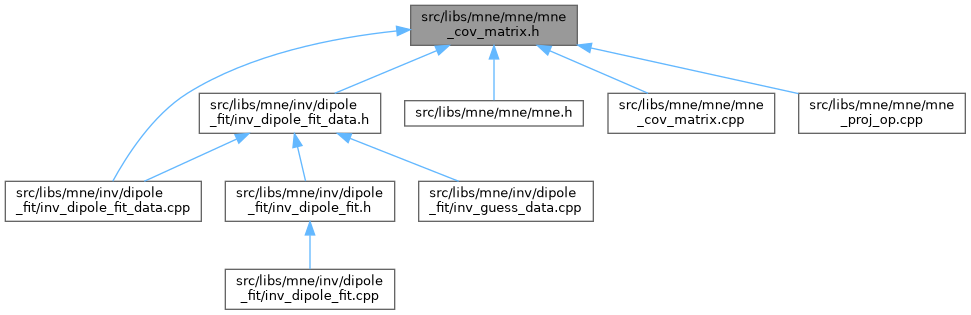 src/libs/mne/mne/mne
_cov_matrix.h
src/libs/mne/inv/dipole
_fit/inv_dipole_fit_data.h
src/libs/mne/mne/mne.h
src/libs/mne/mne/mne
_cov_matrix.cpp
src/libs/mne/mne/mne
_proj_op.cpp
src/libs/mne/inv/dipole
_fit/inv_dipole_fit_data.cpp
src/libs/mne/inv/dipole
_fit/inv_dipole_fit.h
src/libs/mne/inv/dipole
_fit/inv_guess_data.cpp
src/libs/mne/inv/dipole
_fit/inv_dipole_fit.cpp